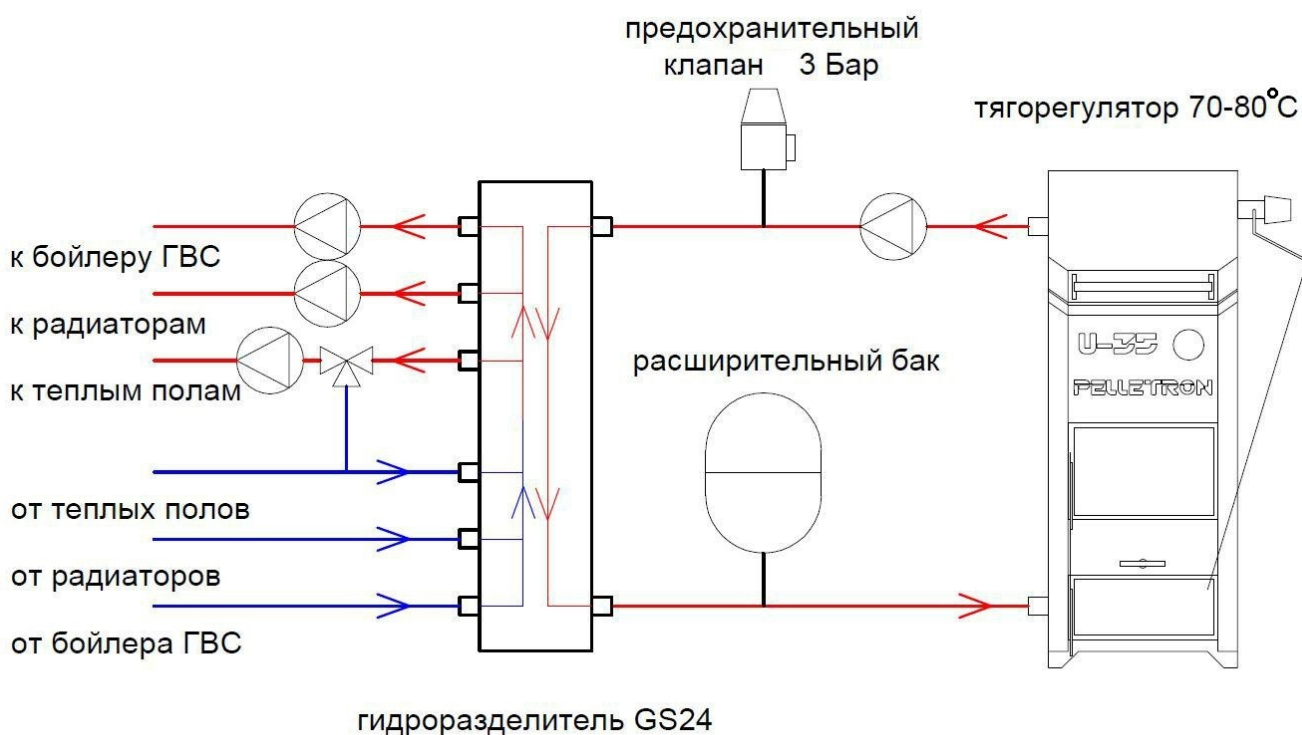 предохранительный
клапан 3 Бар
тягорегулятор 70-80°C
к бойлеру ГВС
к радиаторам
к теплым полам
расширительный бак
U-35
PELLETRON
от теплых полов
от радиаторов
от бойлера ГВС
гидроразделитель GS24